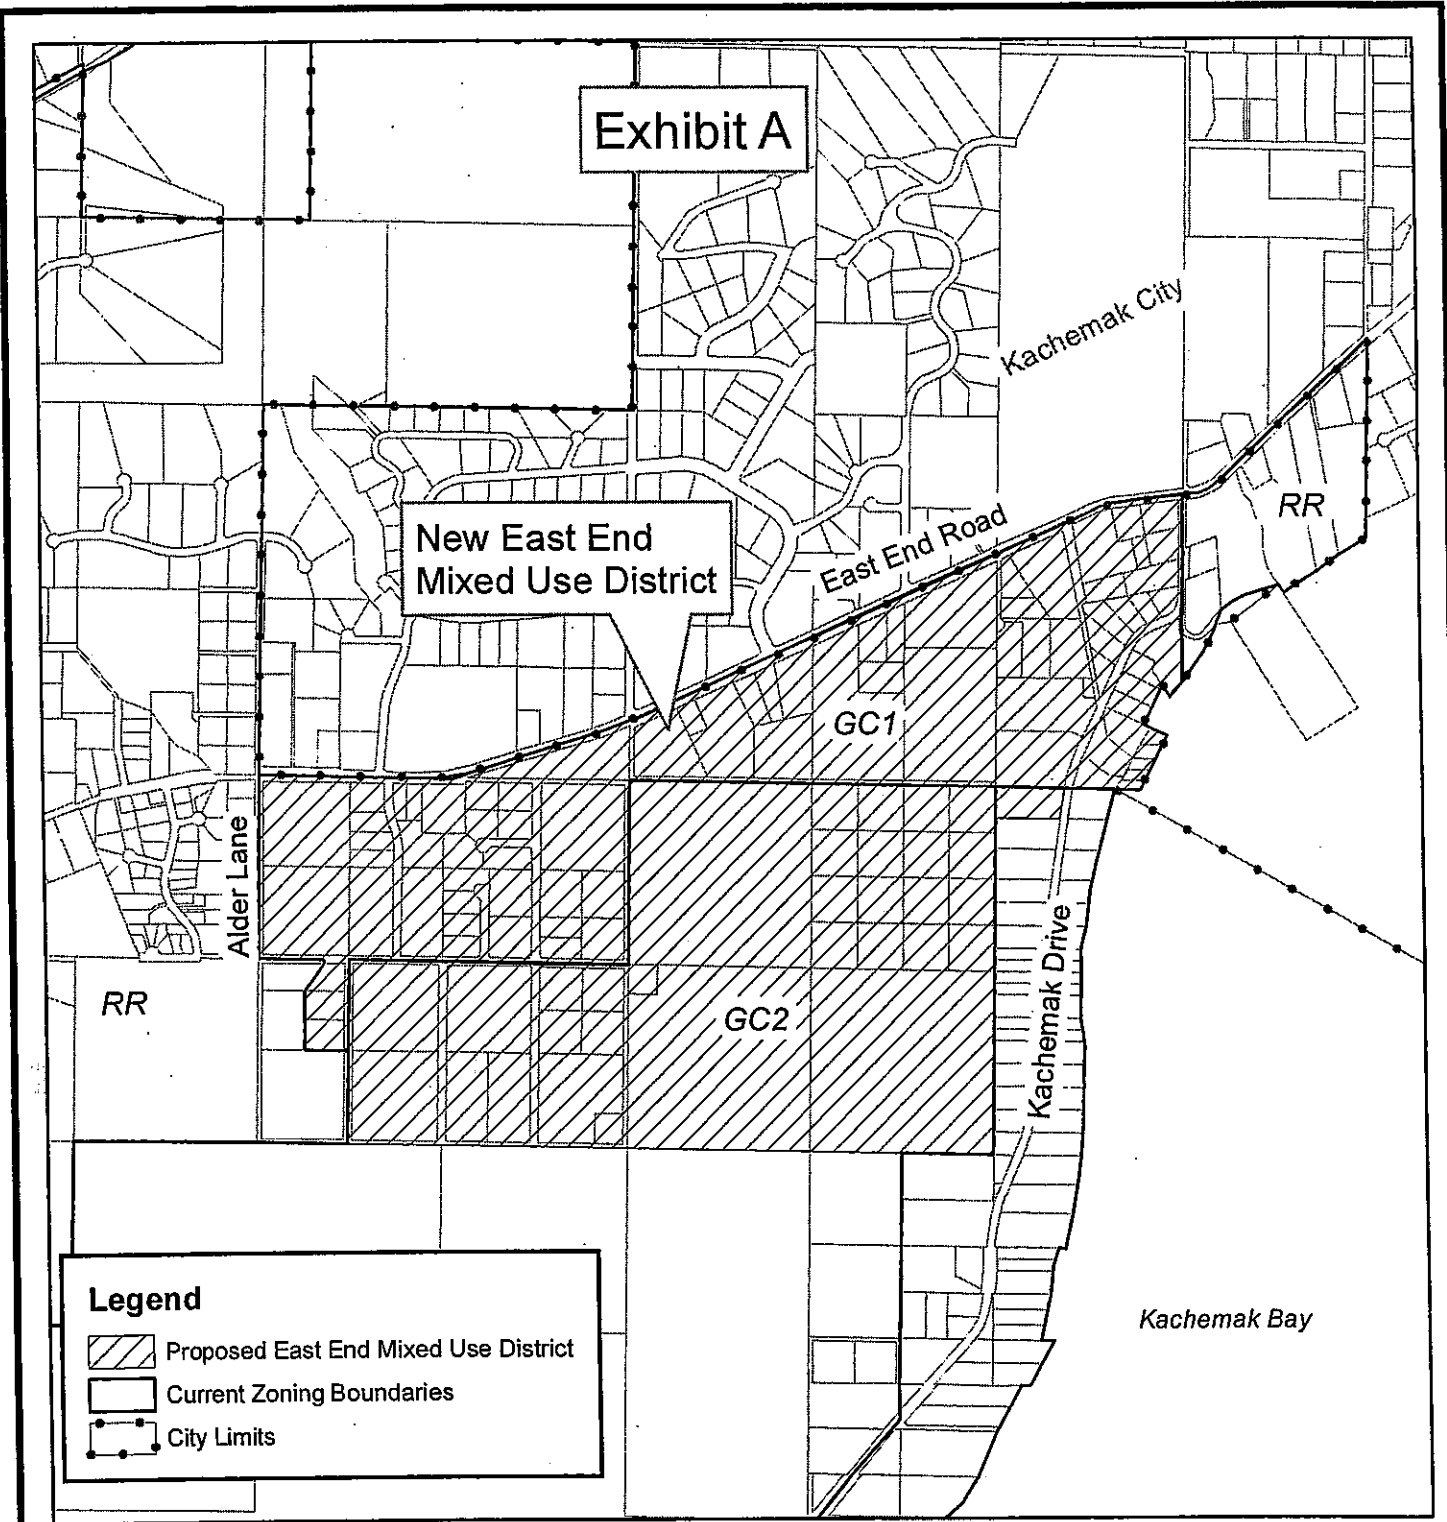 Exhibit A
Kachemak City
RR
New East End
Mixed Use District
East End Road
GC1
Alder Lane
RR
GC2
Kachemak Drive
Kachemak Bay
Legend
Proposed East End Mixed Use District
Current Zoning Boundaries
City Limits